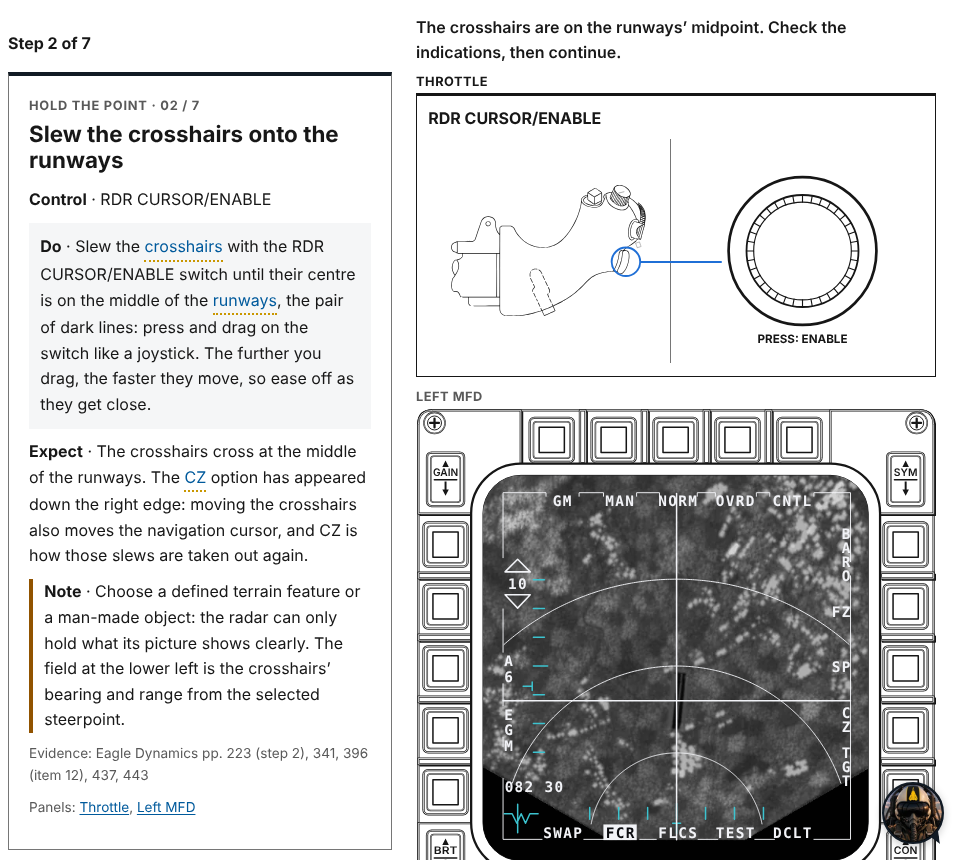 Step 2 of 7
HOLD THE POINT · 02 / 7
Slew the crosshairs onto the
runways
Control · RDR CURSOR/ENABLE
Do · Slew the crosshairs with the RDR
CURSOR/ENABLE switch until their centre
is on the middle of the runways, the pair
of dark lines: press and drag on the
switch like a joystick. The further you
drag, the faster they move, so ease off as
they get close.
Expect · The crosshairs cross at the middle
of the runways. The CZ option has appeared
down the right edge: moving the crosshairs
also moves the navigation cursor, and CZ is
how those slews are taken out again.
Note · Choose a defined terrain feature or
a man-made object: the radar can only
hold what its picture shows clearly. The
field at the lower left is the crosshairs’
bearing and range from the selected
steerpoint.
Evidence: Eagle Dynamics pp. 223 (step 2), 341, 396
(item 12), 437, 443
Panels: Throttle, Left MFD
The crosshairs are on the runways’ midpoint. Check the
indications, then continue.
THROTTLE
RDR CURSOR/ENABLE
PRESS: ENABLE
LEFT MFD
GAIN
SYM
GM MAN NORM OVRD CNTL
BARO
10
FZ
A6
SP
EGM
CZ
TGT
082 30
SWAP FCR FLCS TEST DCLT
BRT
CON